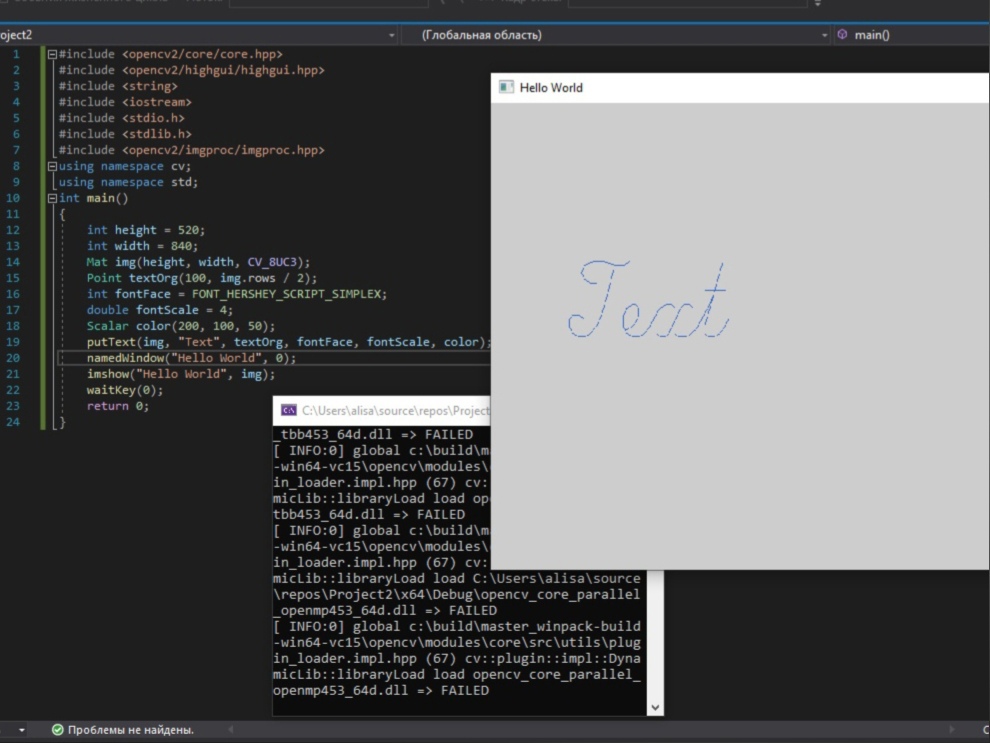 oject2
(Глобальная область)
main()
1 #include <opencv2/core/core.hpp>
2 #include <opencv2/highgui/highgui.hpp>
3 #include <string>
4 #include <iostream>
5 #include <stdio.h>
6 #include <stdlib.h>
7 #include <opencv2/imgproc/imgproc.hpp>
8 using namespace cv;
9 using namespace std;
10 int main()
11 {
12 int height = 520;
13 int width = 840;
14 Mat img(height, width, CV_8UC3);
15 Point textOrg(100, img.rows / 2);
16 int fontFace = FONT_HERSHEY_SCRIPT_SIMPLEX;
17 double fontScale = 4;
18 Scalar color(200, 100, 50);
19 putText(img, "Text", textOrg, fontFace, fontScale, color);
20 namedWindow("Hello World", 0);
21 imshow("Hello World", img);
22 waitKey(0);
23 return 0;
24 }
Hello World
Text
C:\Users\alisa\source\repos\Project
_tbb453_64d.dll => FAILED
[ INFO:0] global c:\build\m
-win64-vc15\opencv\modules\
in_loader.impl.hpp (67) cv:
micLib::libraryLoad load op
tbb453_64d.dll => FAILED
[ INFO:0] global c:\build\m
-win64-vc15\opencv\modules\
in_loader.impl.hpp (67) cv:
micLib::libraryLoad load C:\Users\alisa\source
\repos\Project2\x64\Debug\opencv_core_parallel
_openmp453_64d.dll => FAILED
[ INFO:0] global c:\build\master_winpack-build
-win64-vc15\opencv\modules\core\src\utils\plug
in_loader.impl.hpp (67) cv::plugin::impl::Dyna
micLib::libraryLoad load opencv_core_parallel_
openmp453_64d.dll => FAILED
Проблемы не найдены.